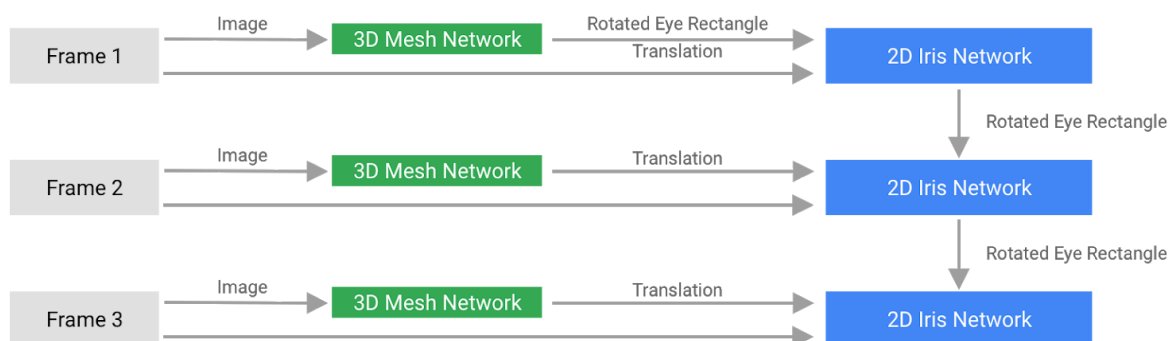 Image
Rotated Eye Rectangle
Frame 1
3D Mesh Network
Translation
2D Iris Network
Rotated Eye Rectangle
Image
Translation
Frame 2
3D Mesh Network
2D Iris Network
Rotated Eye Rectangle
Image
Translation
Frame 3
3D Mesh Network
2D Iris Network